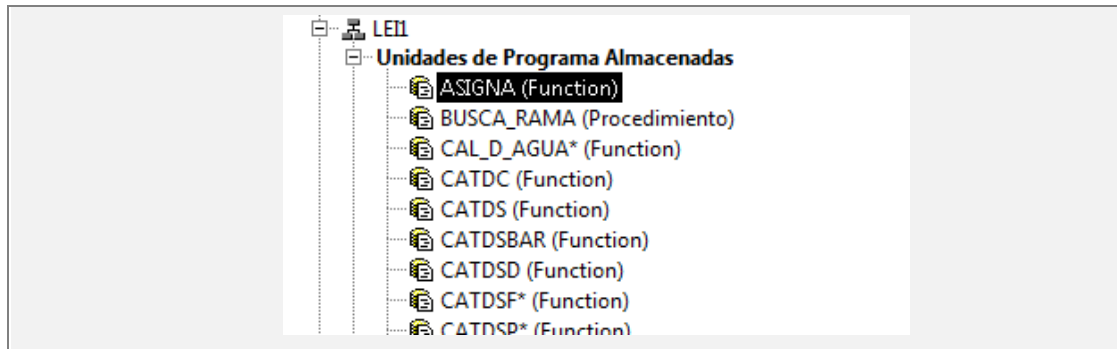 LEI1
Unidades de Programa Almacenadas
ASIGNA (Function)
BUSCA_RAMA (Procedimiento)
CAL_D_AGUA* (Function)
CATDC (Function)
CATDS (Function)
CATDSBAR (Function)
CATDSD (Function)
CATDSF* (Function)
CATDSP* (Function)